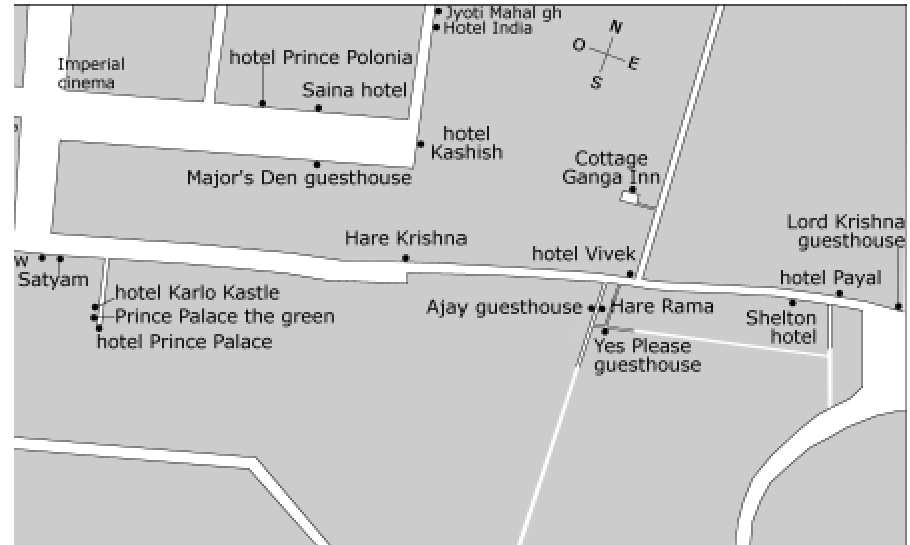 Jyoti Mahal gh
Hotel India
N
O
E
S
Imperial
cinema
hotel Prince Polonia
Saina hotel
hotel
Kashish
Major's Den guesthouse
Cottage
Ganga Inn
Lord Krishna
guesthouse
Hare Krishna
hotel Vivek
W
Satyam
hotel Payal
hotel Karlo Kastle
Prince Palace the green
hotel Prince Palace
Ajay guesthouse
Hare Rama
Shelton
hotel
Yes Please
guesthouse